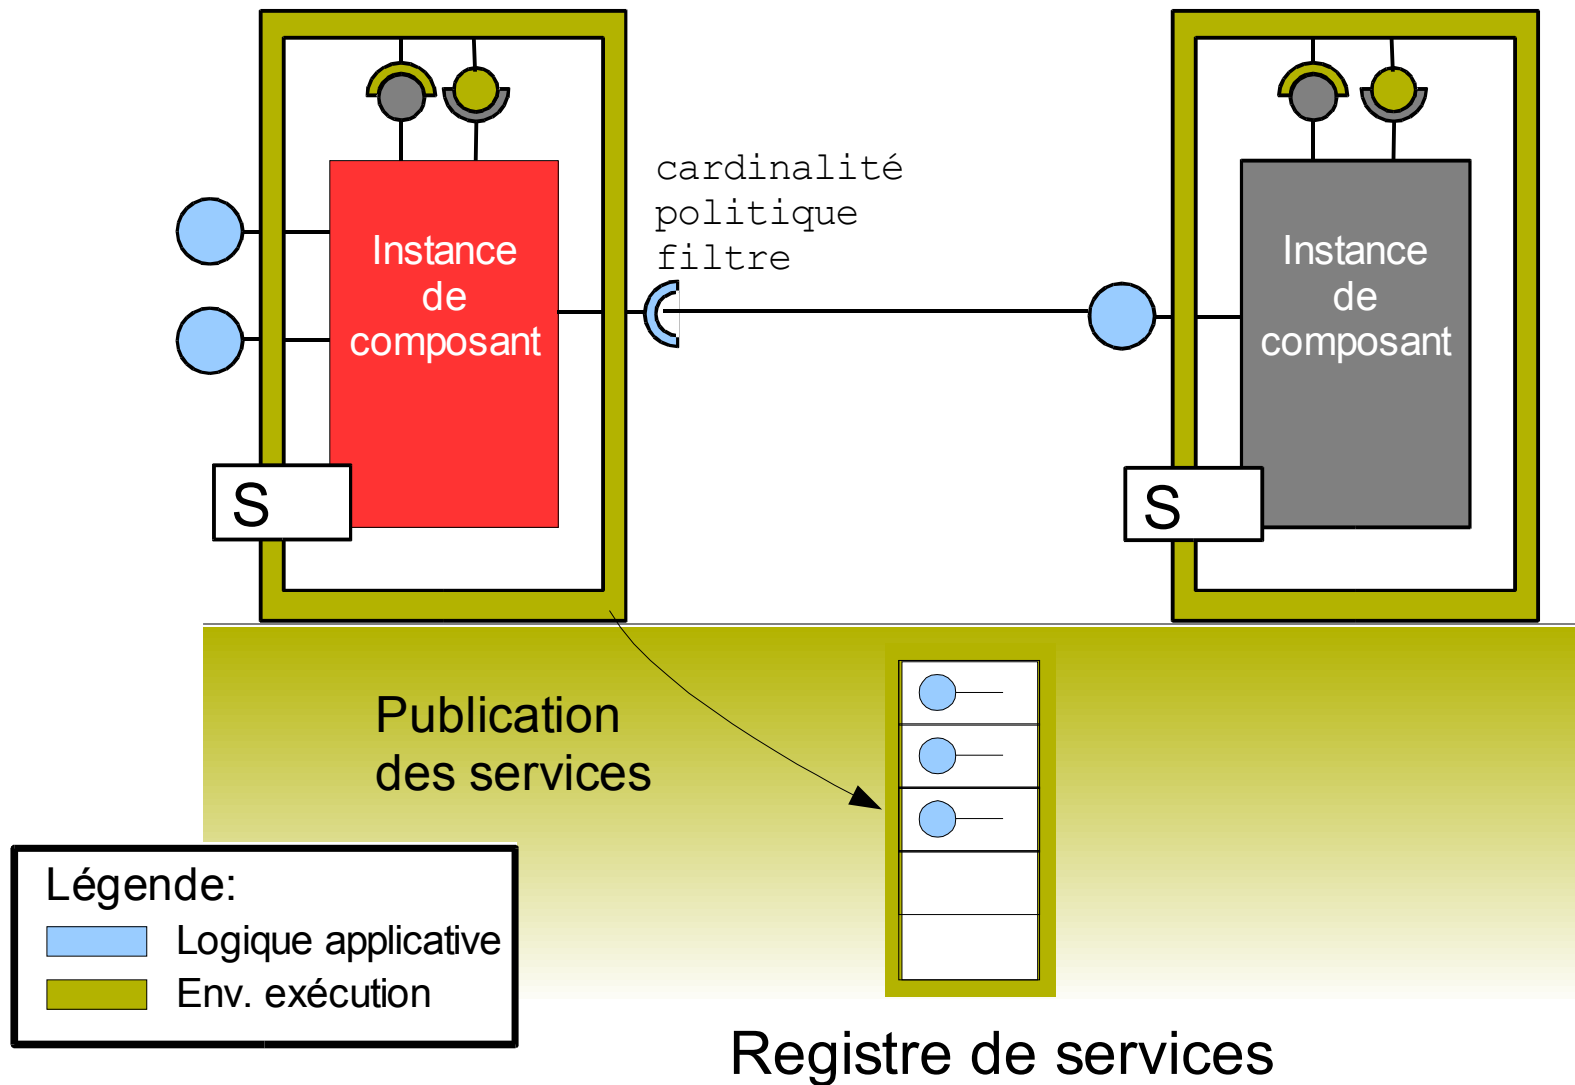 cardinalité
politique
filtre
Instance
de
composant
Instance
de
composant
S
S
Publication
des services
Légende:
Logique applicative
Env. exécution
Registre de services